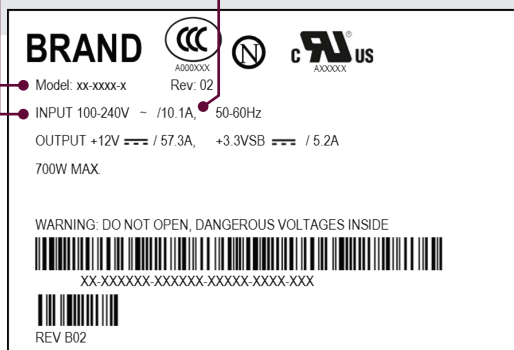 BRAND
CCC
A000XXX
N
c RU us
AXXXXX
Model: xx-xxxx-x Rev: 02
INPUT 100-240V ~ /10.1A, 50-60Hz
OUTPUT +12V / 57.3A, +3.3VSB / 5.2A
700W MAX.
WARNING: DO NOT OPEN, DANGEROUS VOLTAGES INSIDE
XX-XXXXXX-XXXXXX-XXXXX-XXXX-XXX
REV B02